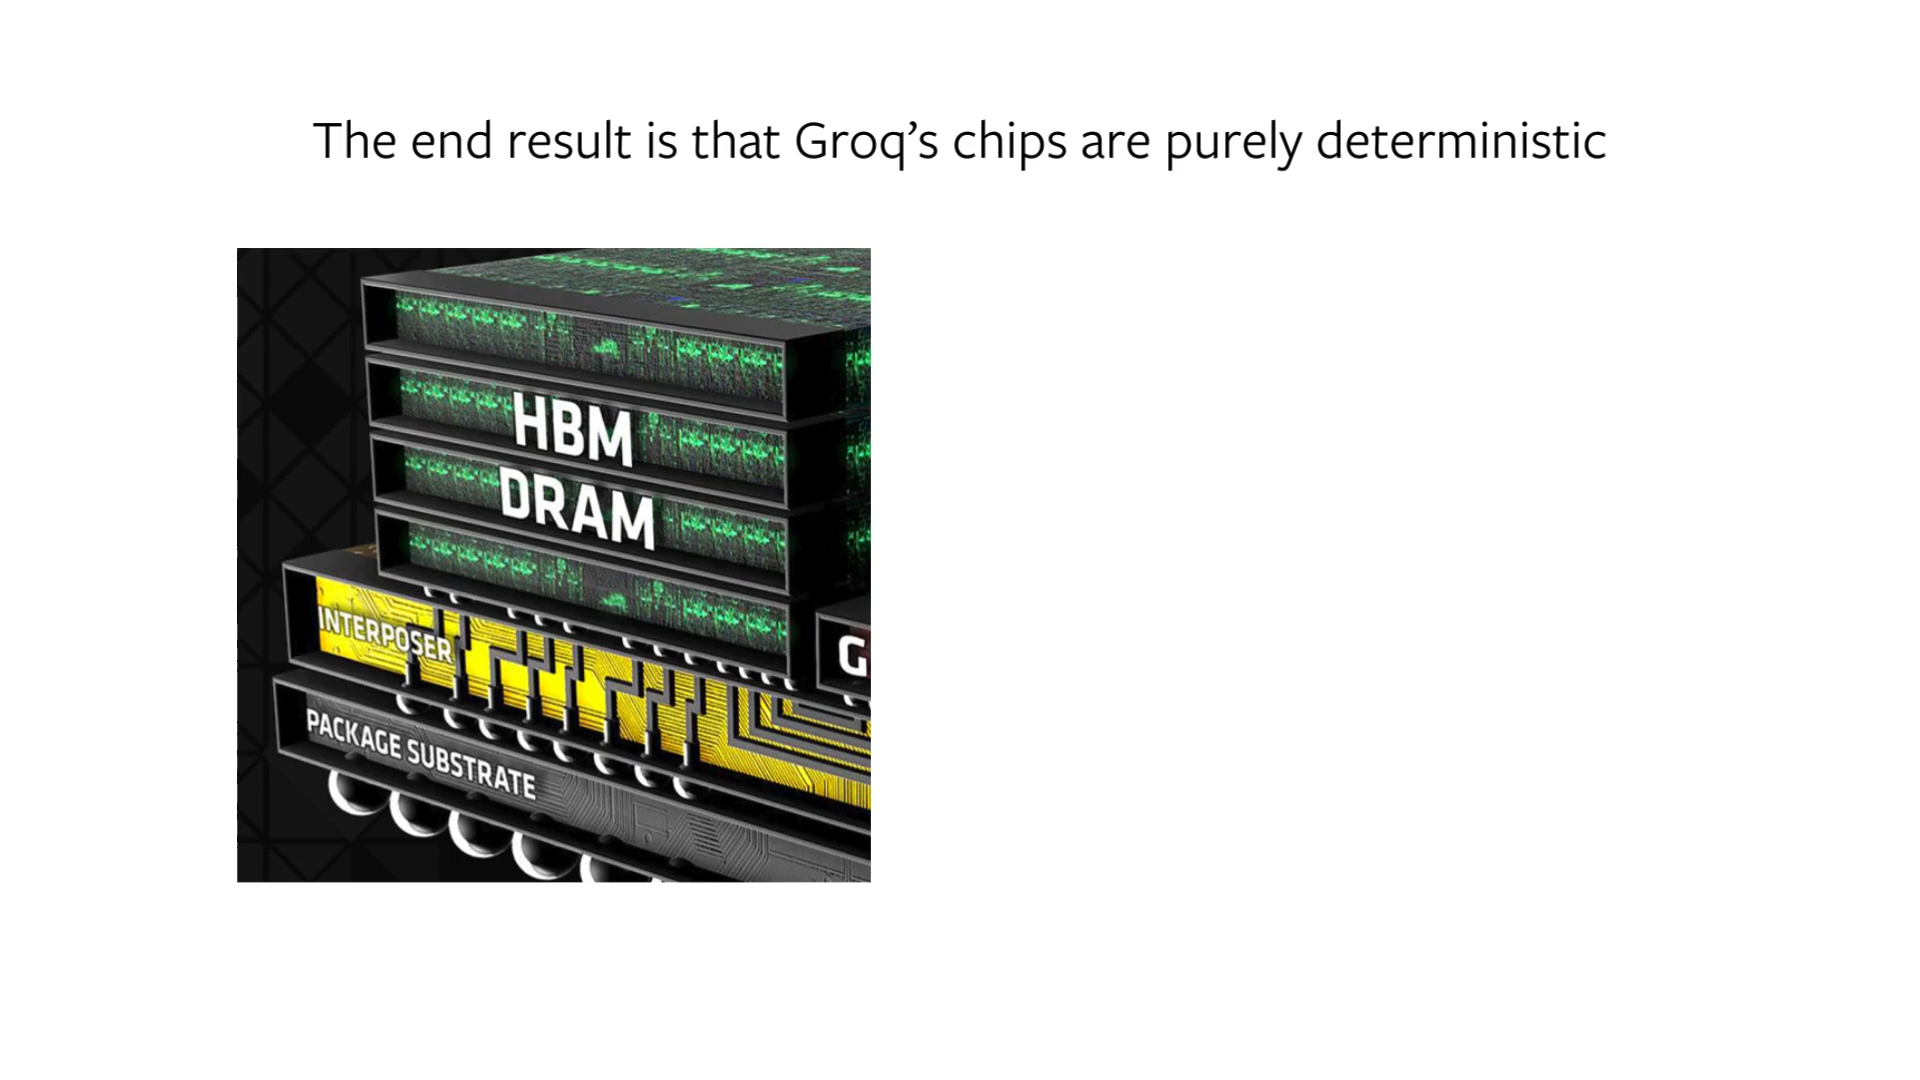 The end result is that Groq’s chips are purely deterministic
HBM
DRAM
INTERPOSER
G
PACKAGE SUBSTRATE